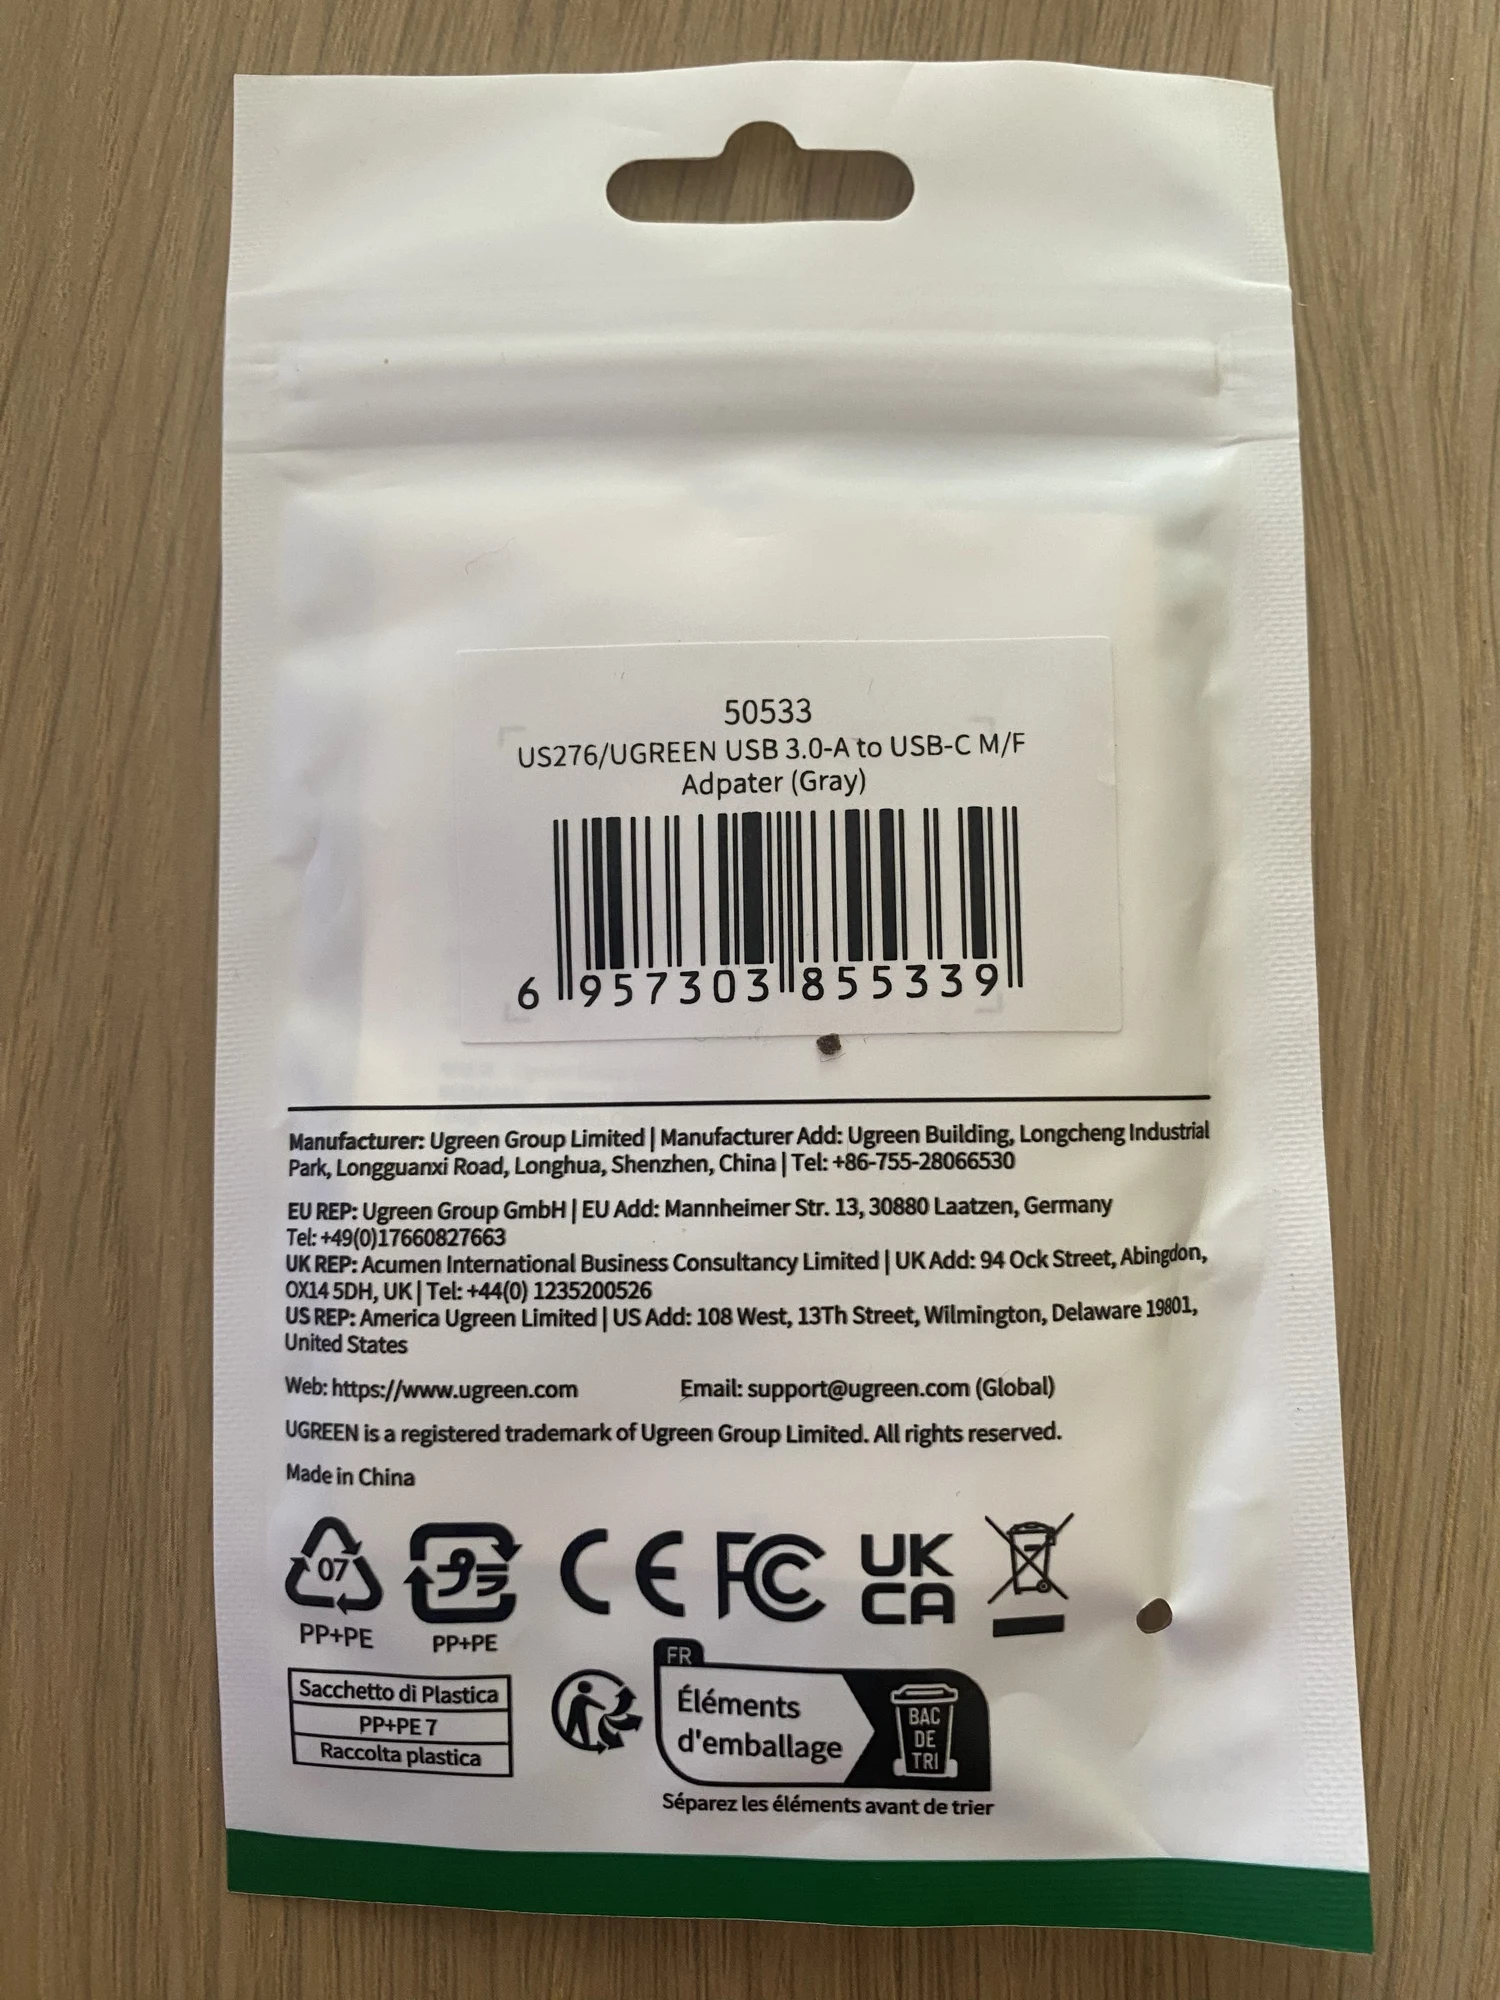 50533
US276/UGREEN USB 3.0-A to USB-C M/F
Adpater (Gray)
6 957303 855339
Manufacturer: Ugreen Group Limited | Manufacturer Add: Ugreen Building, Longcheng Industrial
Park, Longguanxi Road, Longhua, Shenzhen, China | Tel: +86-755-28066530
EU REP: Ugreen Group GmbH | EU Add: Mannheimer Str. 13, 30880 Laatzen, Germany
Tel: +49(0)17660827663
UK REP: Acumen International Business Consultancy Limited | UK Add: 94 Ock Street, Abingdon,
OX14 5DH, UK | Tel: +44(0) 1235200526
US REP: America Ugreen Limited | US Add: 108 West, 13Th Street, Wilmington, Delaware 19801,
United States
Web: https://www.ugreen.com Email: support@ugreen.com (Global)
UGREEN is a registered trademark of Ugreen Group Limited. All rights reserved.
Made in China
07 プラ CE FC UK
CA
PP+PE PP+PE
Sacchetto di Plastica
PP+PE 7
Raccolta plastica
FR
Éléments
d'emballage
BAC
DE
TRI
Séparez les éléments avant de trier